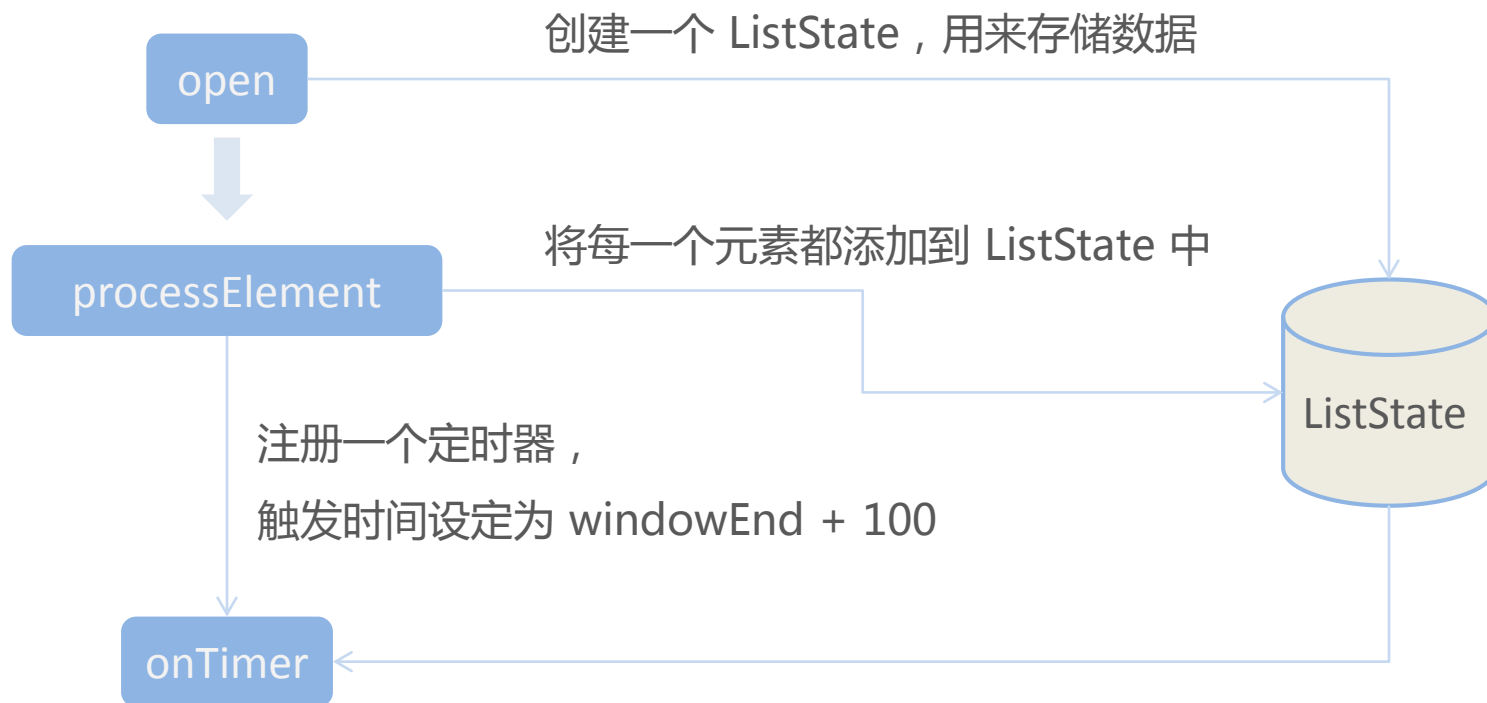 创建一个 ListState，用来存储数据
open
将每一个元素都添加到 ListState 中
processElement
ListState
注册一个定时器，
触发时间设定为 windowEnd + 100
onTimer